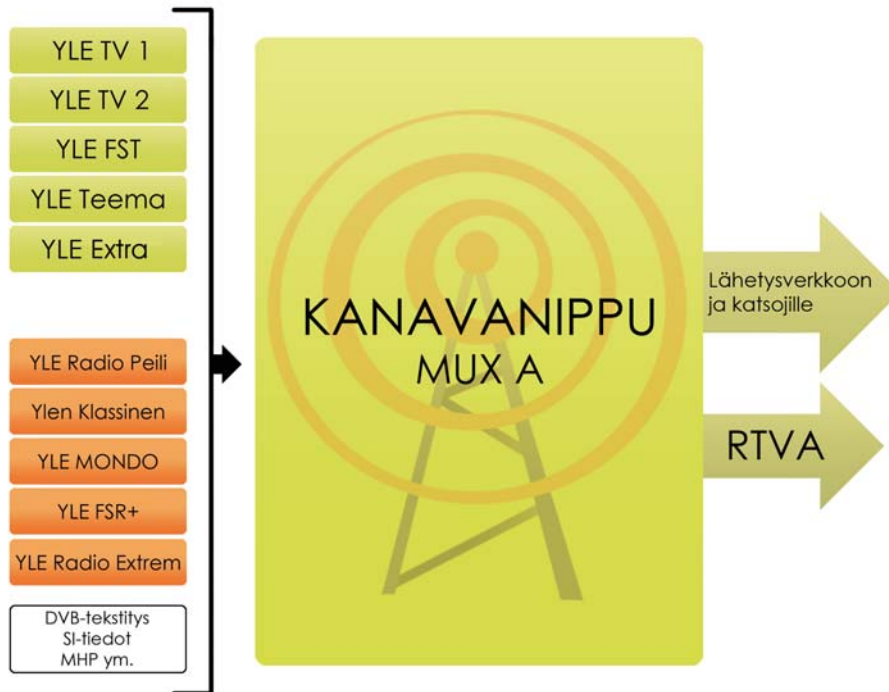 YLE TV 1
YLE TV 2
YLE FST
YLE Teema
YLE Extra
YLE Radio Peili
Ylen Klassinen
YLE MONDO
YLE FSR+
YLE Radio Extrem
DVB-tekstitys
SI-tiedot
MHP ym.
KANAVANIPPU
MUX A
Lähetysverkkoon
ja katsojille
RTVA